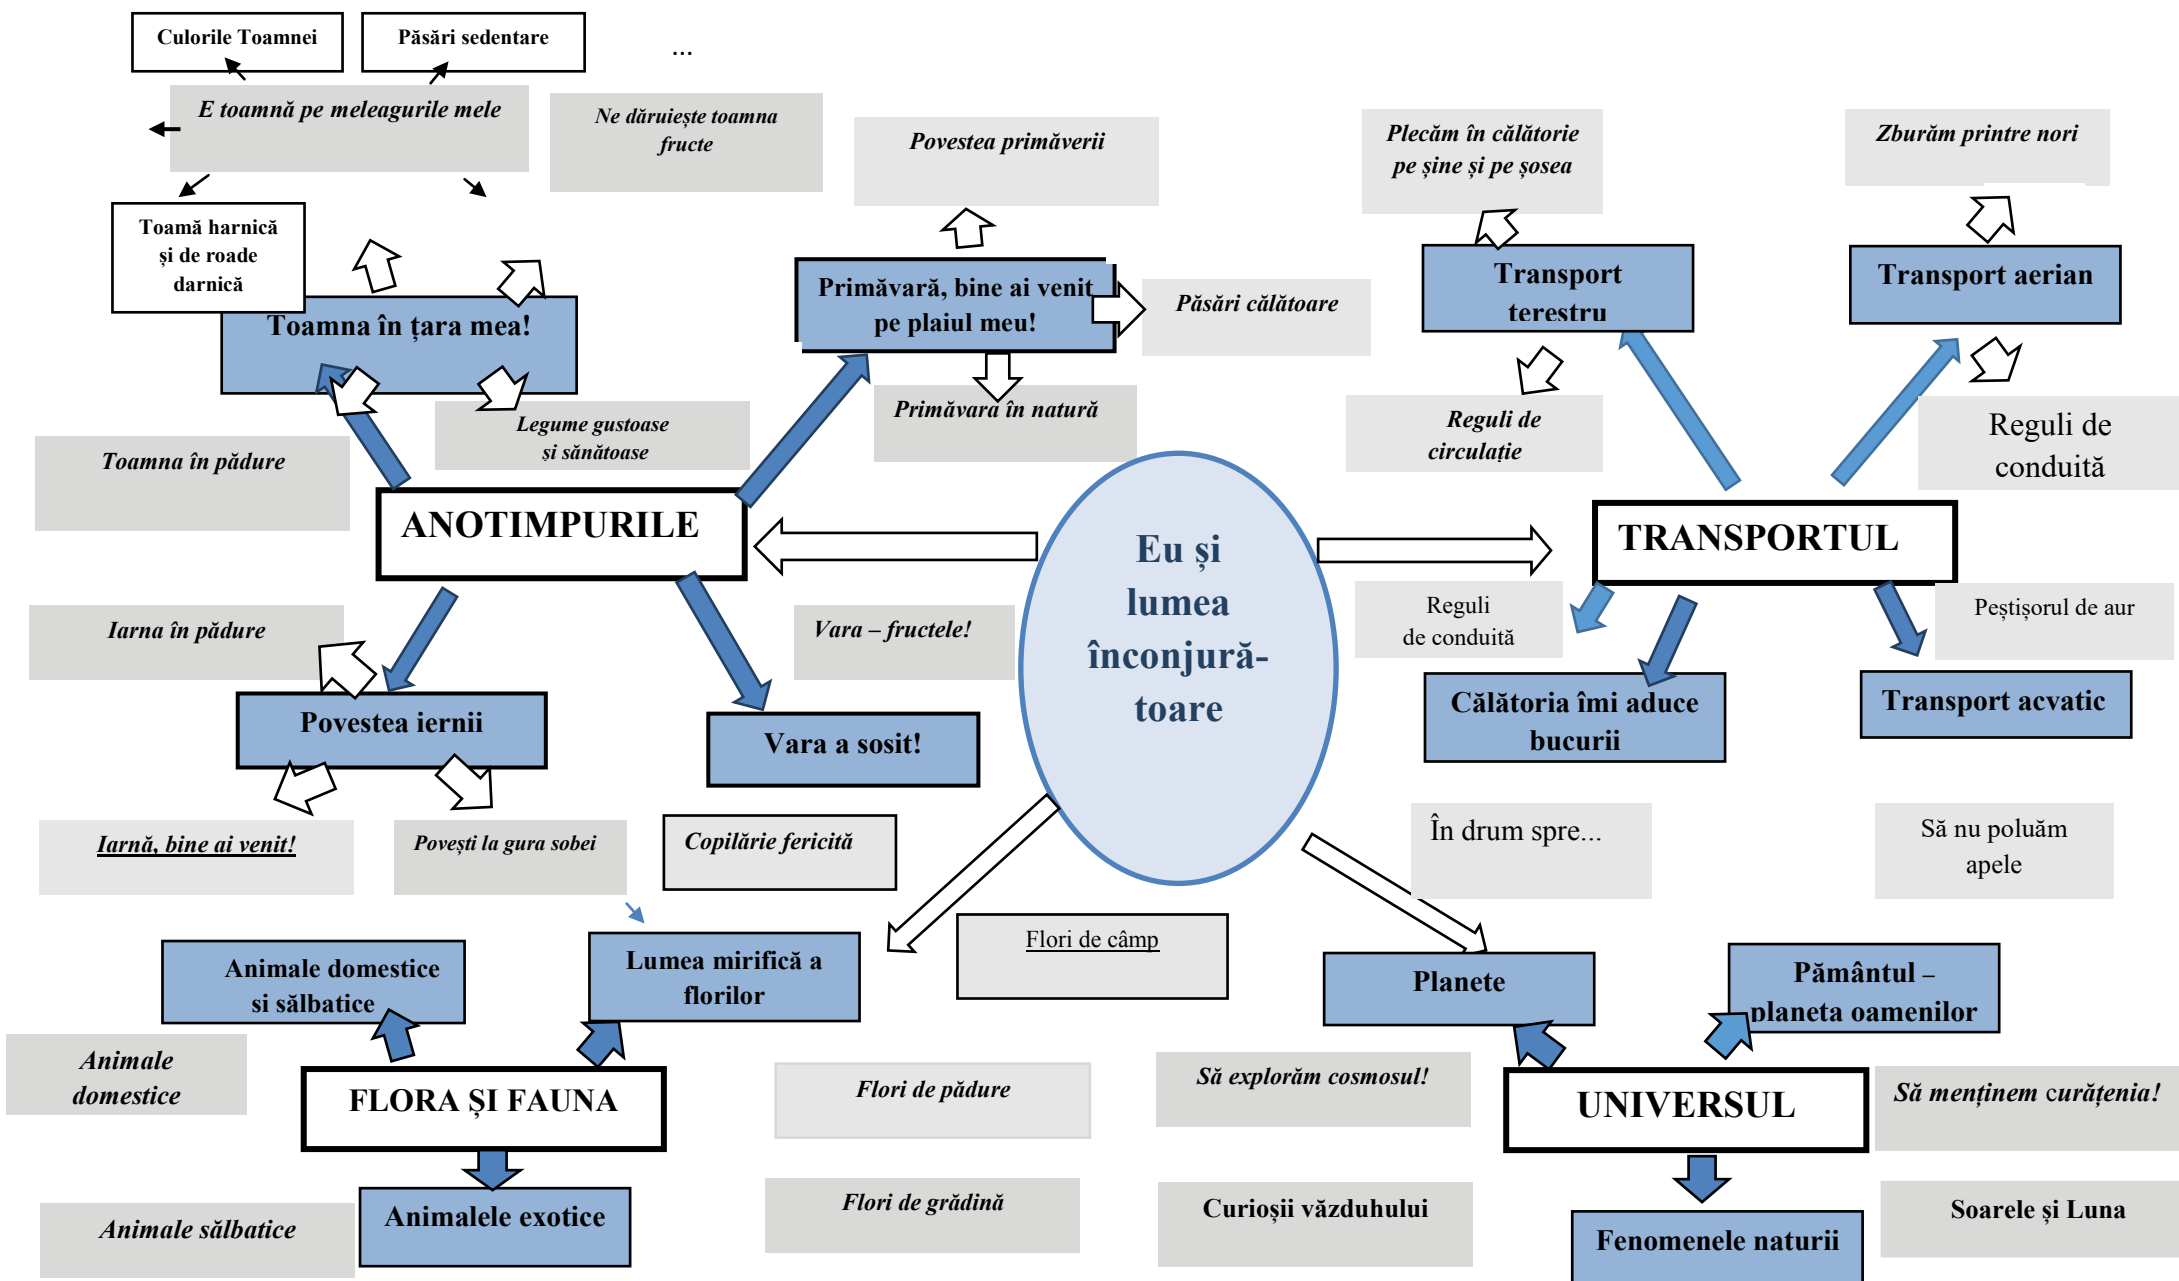 Culorile Toamnei
Păsări sedentare
...
E toamnă pe meleagurile mele
Ne dăruiește toamna
fructe
Povestea primăverii
Plecăm în călătorie
pe șine și pe șosea
Zburăm printre nori
Toamă harnică
și de roade
darnică
Toamna în țara mea!
Primăvară, bine ai venit
pe plaiul meu!
Păsări călătoare
Transport
terestru
Transport aerian
Toamna în pădure
Legume gustoase
și sănătoase
Primăvara în natură
Reguli de
circulație
Reguli de
conduită
ANOTIMPURILE
Eu și
lumea
înconjură-
toare
TRANSPORTUL
Iarna în pădure
Vara – fructele!
Reguli
de conduită
Peștișorul de aur
Povestea iernii
Vara a sosit!
Călătoria îmi aduce
bucurii
Transport acvatic
Iarnă, bine ai venit!
Povești la gura sobei
Copilărie fericită
În drum spre...
Să nu poluăm
apele
Animale domestice
si sălbatice
Lumea mirifică a
florilor
Flori de câmp
Planete
Pământul –
planeta oamenilor
Animale
domestice
FLORA ȘI FAUNA
Flori de pădure
Să explorăm cosmosul!
UNIVERSUL
Să menținem curățenia!
Animale sălbatice
Animalele exotice
Flori de grădină
Curioșii văzduhului
Fenomenele naturii
Soarele și Luna